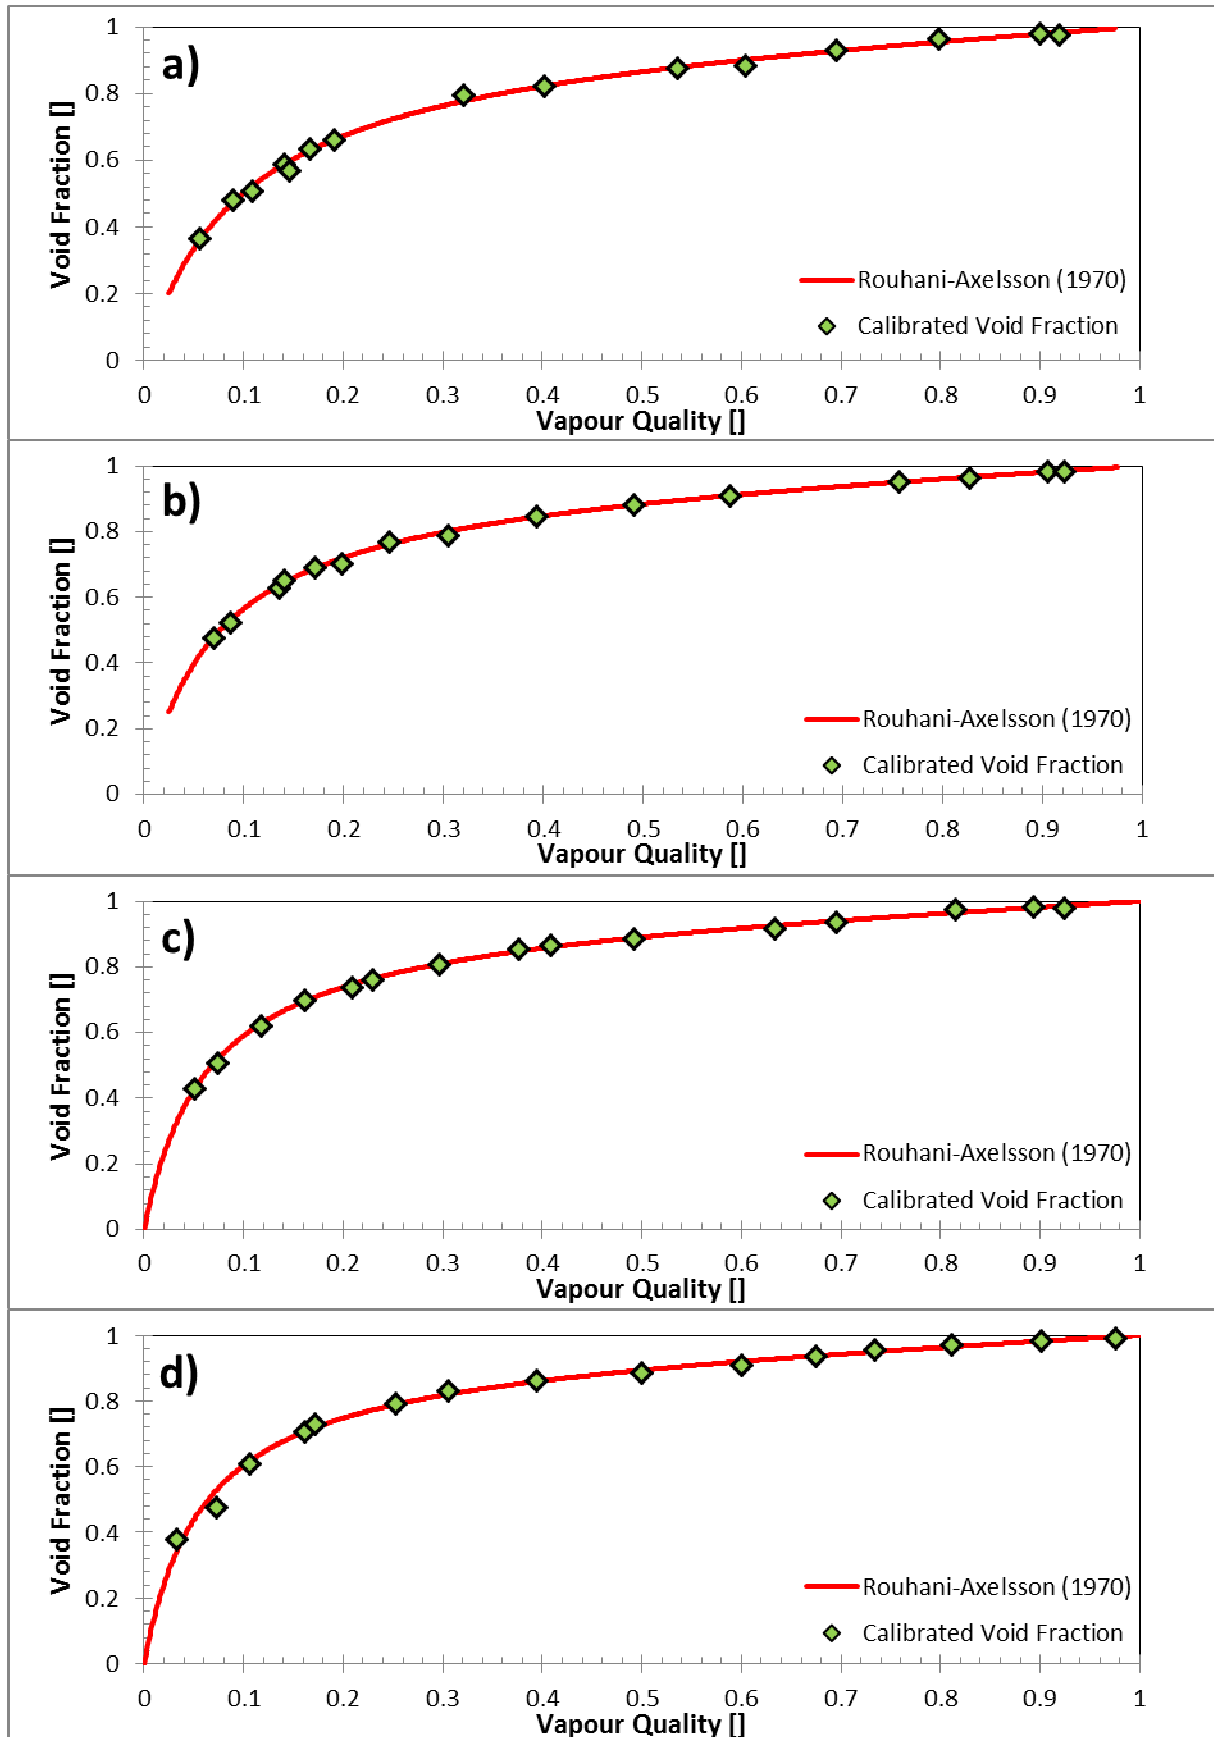 a)
Void Fraction []
1
0.8
0.6
0.4
0.2
0
Rouhani-Axelsson (1970)
Calibrated Void Fraction
0 0.1 0.2 0.3 0.4 0.5 0.6 0.7 0.8 0.9 1
Vapour Quality []
b)
Void Fraction []
1
0.8
0.6
0.4
0.2
0
Rouhani-Axelsson (1970)
Calibrated Void Fraction
0 0.1 0.2 0.3 0.4 0.5 0.6 0.7 0.8 0.9 1
Vapour Quality []
c)
Void Fraction []
1
0.8
0.6
0.4
0.2
0
Rouhani-Axelsson (1970)
Calibrated Void Fraction
0 0.1 0.2 0.3 0.4 0.5 0.6 0.7 0.8 0.9 1
Vapour Quality []
d)
Void Fraction []
1
0.8
0.6
0.4
0.2
0
Rouhani-Axelsson (1970)
Calibrated Void Fraction
0 0.1 0.2 0.3 0.4 0.5 0.6 0.7 0.8 0.9 1
Vapour Quality []